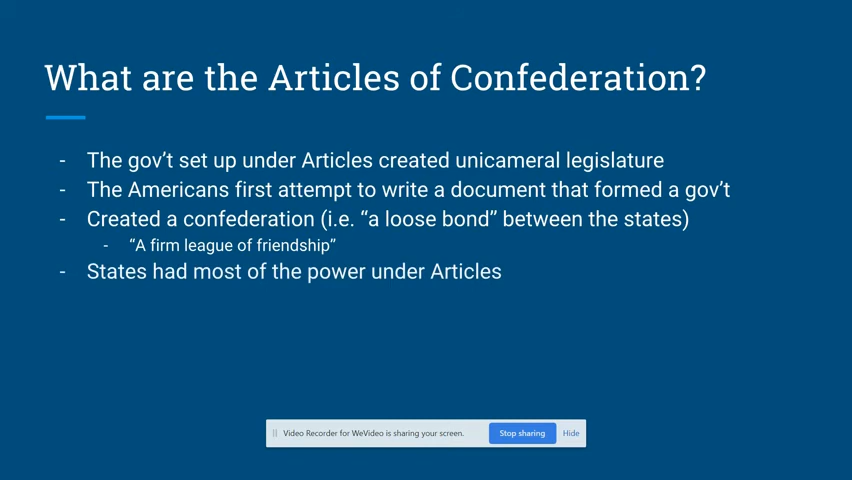 What are the Articles of Confederation?
- The gov't set up under Articles created unicameral legislature
- The Americans first attempt to write a document that formed a gov't
- Created a confederation (i.e. “a loose bond” between the states)
- “A firm league of friendship”
- States had most of the power under Articles
Video Recorder for WeVideo is sharing your screen. Stop sharing Hide